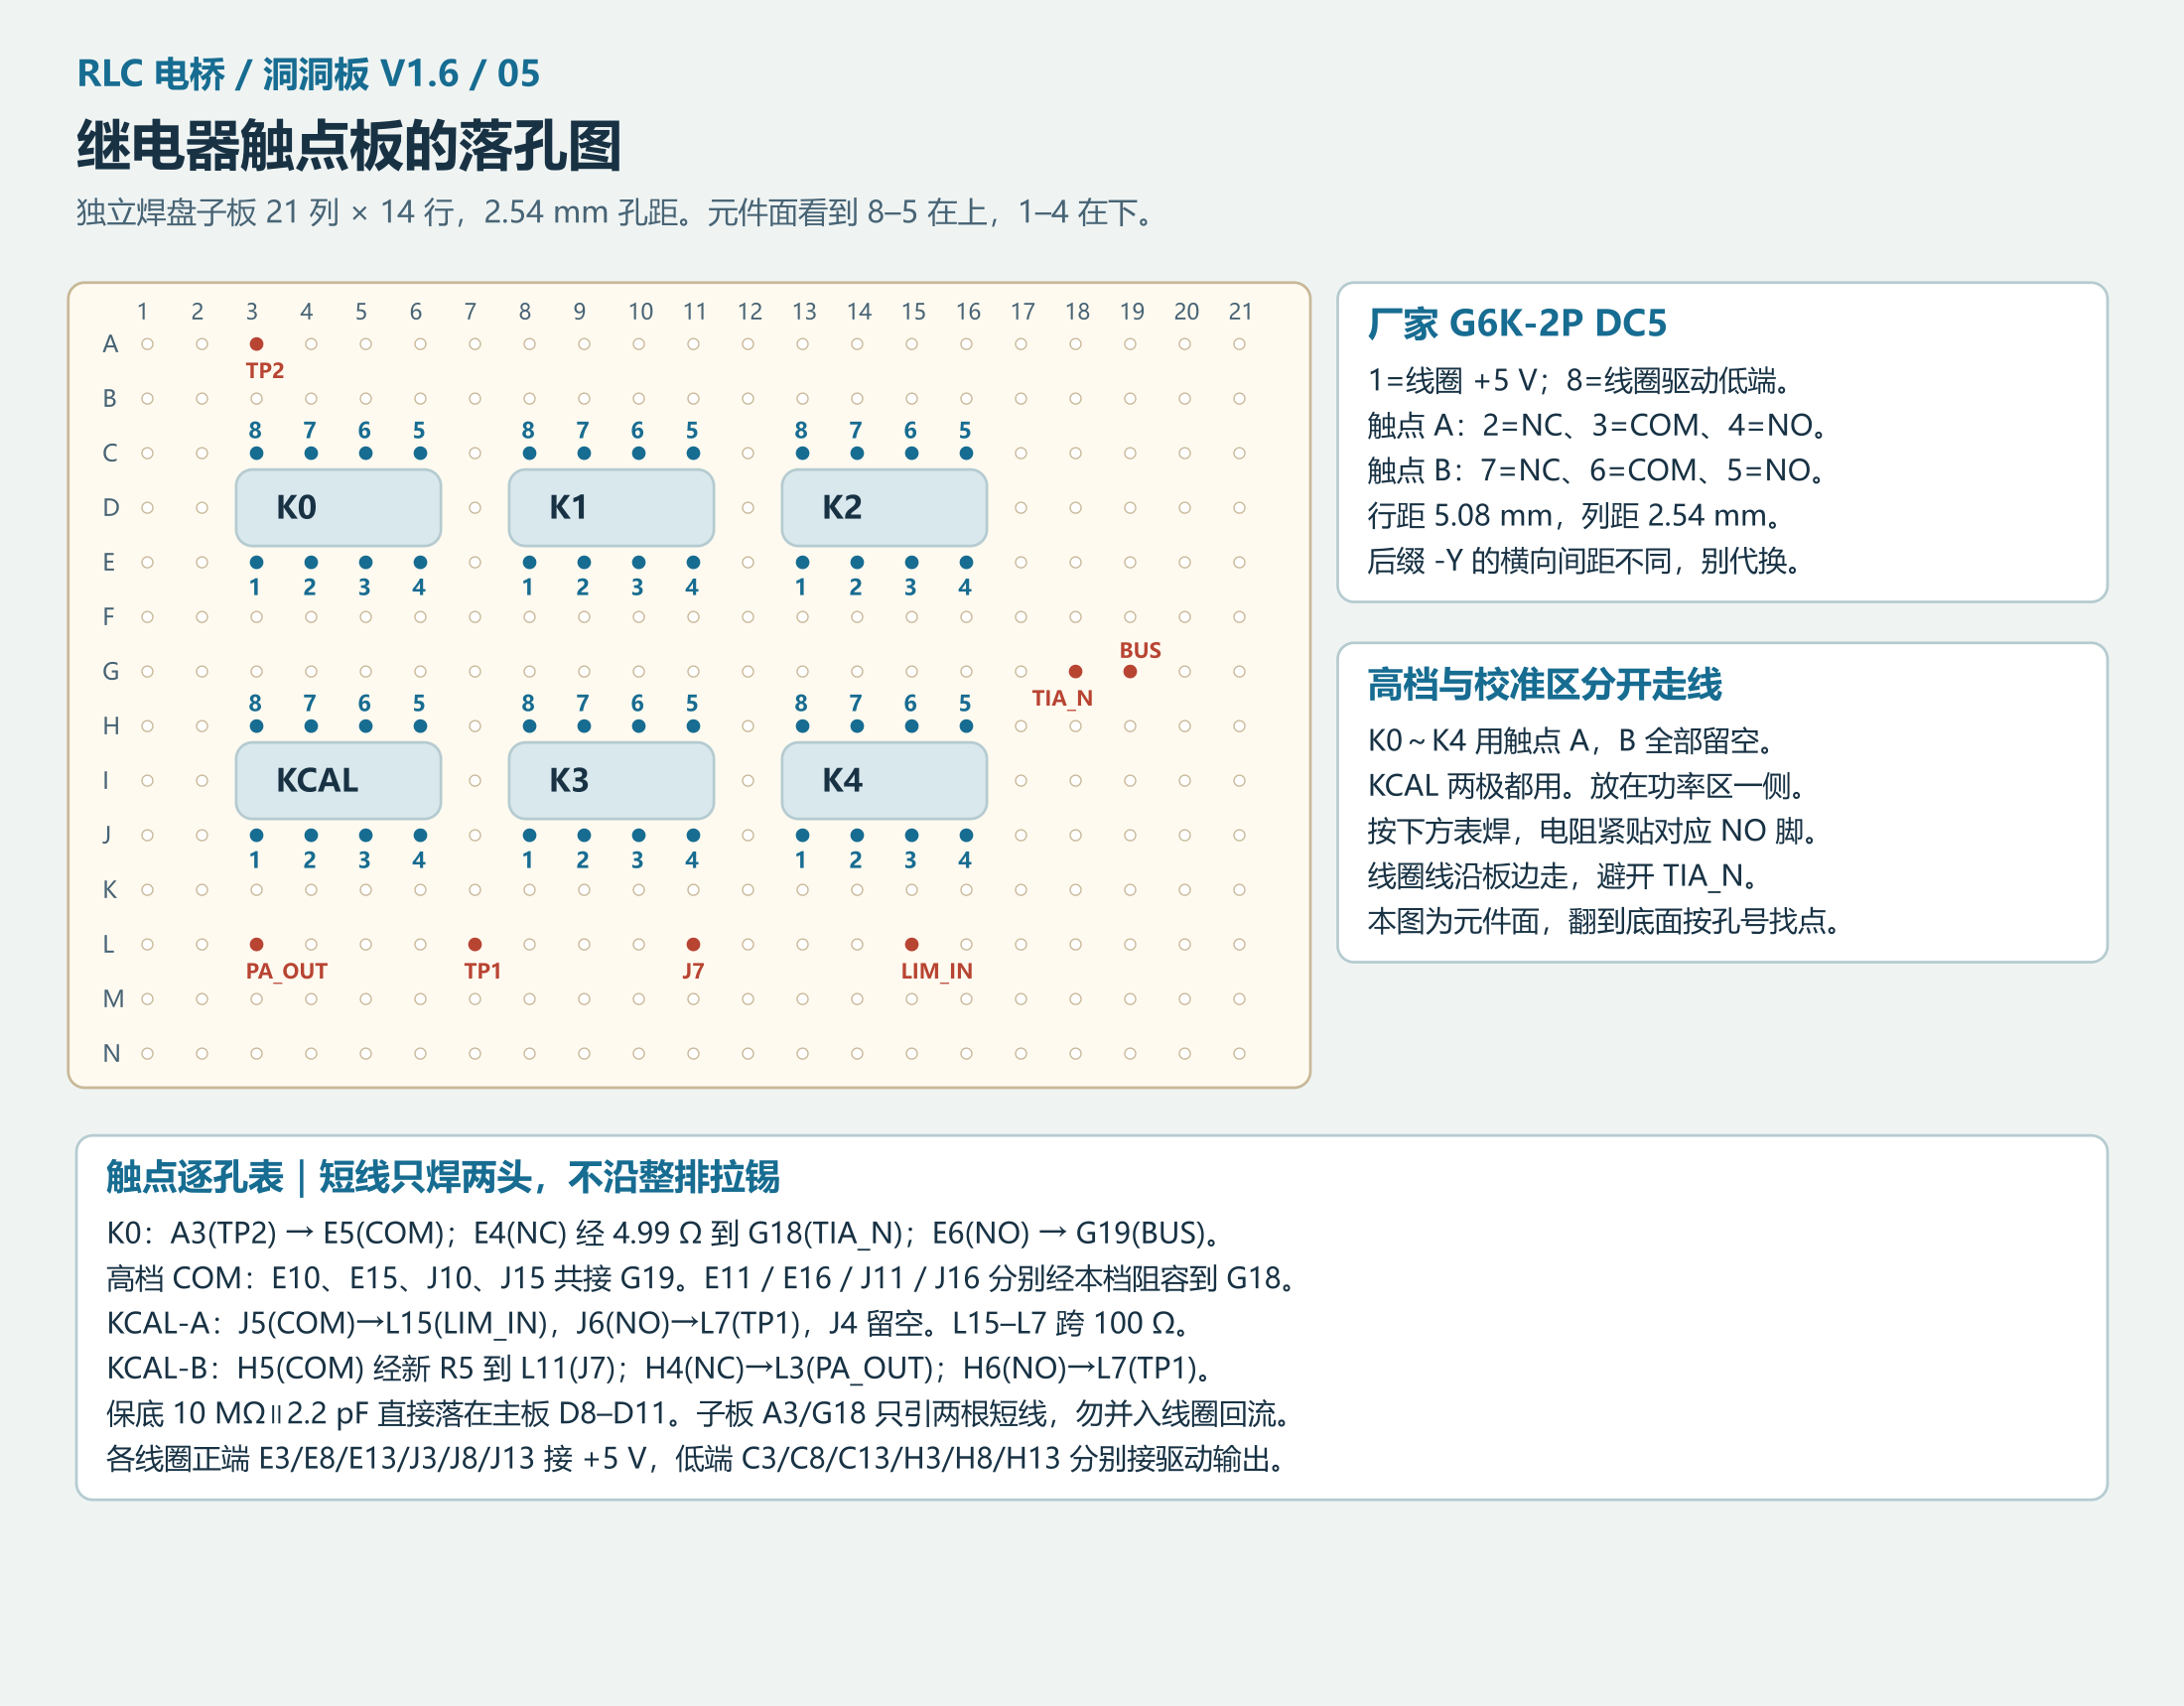 RLC 电桥 / 洞洞板 V1.6 / 05
继电器触点板的落孔图
独立焊盘子板 21 列 × 14 行，2.54 mm 孔距。元件面看到 8–5 在上，1–4 在下。
1 2 3 4 5 6 7 8 9 10 11 12 13 14 15 16 17 18 19 20 21
A
TP2
B
8 7 6 5 8 7 6 5 8 7 6 5
C
D K0 K1 K2
E
1 2 3 4 1 2 3 4 1 2 3 4
F
BUS
G
TIA_N
8 7 6 5 8 7 6 5 8 7 6 5
H
I KCAL K3 K4
J
1 2 3 4 1 2 3 4 1 2 3 4
K
L
PA_OUT TP1 J7 LIM_IN
M
N
厂家 G6K-2P DC5
1=线圈 +5 V；8=线圈驱动低端。
触点 A：2=NC、3=COM、4=NO。
触点 B：7=NC、6=COM、5=NO。
行距 5.08 mm，列距 2.54 mm。
后缀 -Y 的横向间距不同，别代换。
高档与校准区分开走线
K0～K4 用触点 A，B 全部留空。
KCAL 两极都用。放在功率区一侧。
按下方表焊，电阻紧贴对应 NO 脚。
线圈线沿板边走，避开 TIA_N。
本图为元件面，翻到底面按孔号找点。
触点逐孔表｜短线只焊两头，不沿整排拉锡
K0：A3(TP2) → E5(COM)；E4(NC) 经 4.99 Ω 到 G18(TIA_N)；E6(NO) → G19(BUS)。
高档 COM：E10、E15、J10、J15 共接 G19。E11 / E16 / J11 / J16 分别经本档阻容到 G18。
KCAL-A：J5(COM)→L15(LIM_IN)，J6(NO)→L7(TP1)，J4 留空。L15–L7 跨 100 Ω。
KCAL-B：H5(COM) 经新 R5 到 L11(J7)；H4(NC)→L3(PA_OUT)；H6(NO)→L7(TP1)。
保底 10 MΩ∥2.2 pF 直接落在主板 D8–D11。子板 A3/G18 只引两根短线，勿并入线圈回流。
各线圈正端 E3/E8/E13/J3/J8/J13 接 +5 V，低端 C3/C8/C13/H3/H8/H13 分别接驱动输出。